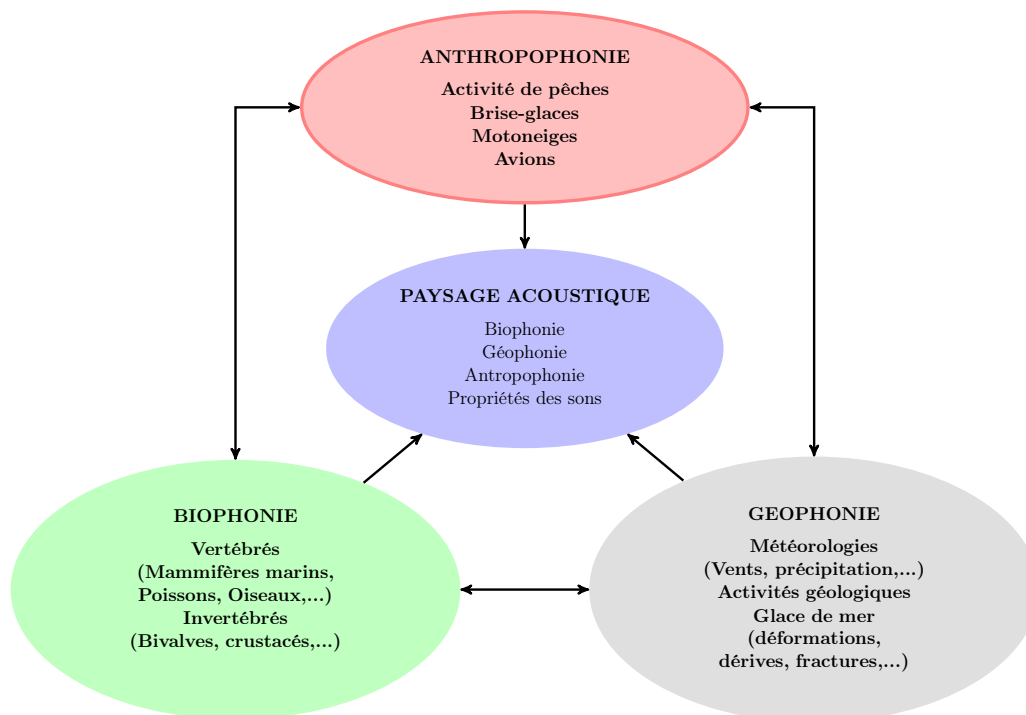 ANTHROPOPHONIE
Activité de pêches
Brise-glaces
Motoneiges
Avions
PAYSAGE ACOUSTIQUE
Biophonie
Géophonie
Antropophonie
Propriétés des sons
BIOPHONIE
Vertébrés
(Mammifères marins,
Poissons, Oiseaux,...)
Invertébrés
(Bivalves, crustacés,...)
GEOPHONIE
Météorologies
(Vents, précipitation,...)
Activités géologiques
Glace de mer
(déformations,
dérives, fractures,...)